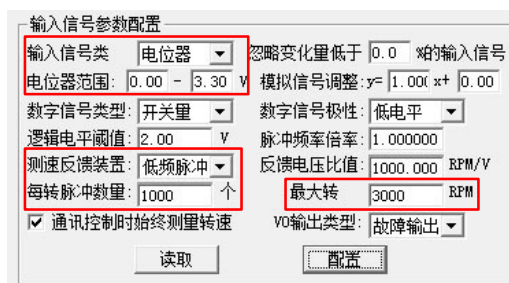 输入信号参数配置
输入信号类 电位器 忽略变化量低于 0.0 %的输入信号
电位器范围: 0.00 - 3.30 V 模拟信号调整:y= 1.00( x+ 0.00
数字信号类型: 开关量 数字信号极性: 低电平
逻辑电平阈值: 2.00 V 脉冲频率倍率: 1.000000
测速反馈装置: 低频脉冲 反馈电压比值: 1000.000 RPM/V
每转脉冲数量: 1000 个 最大转 3000 RPM
通讯控制时始终测量转速 VO输出类型: 故障输出
读取 配置